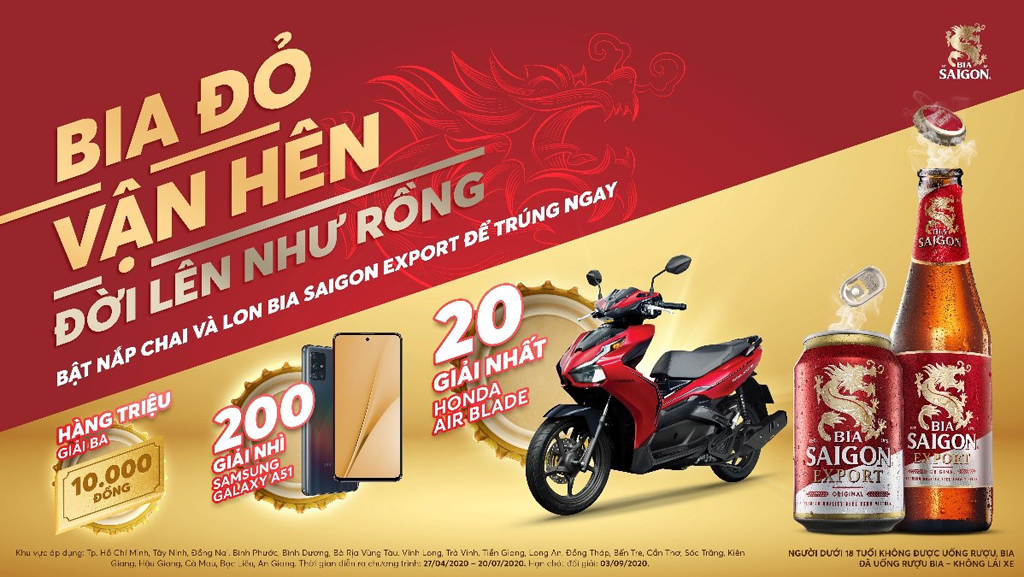 BIA ĐỎ
VẬN HÊN
ĐỜI LÊN NHƯ RỒNG
BẬT NẮP CHAI VÀ LON BIA SAIGON EXPORT ĐỂ TRÚNG NGAY
HÀNG TRIỆU
GIẢI BA
10.000
ĐỒNG
200
GIẢI NHÌ
SAMSUNG
GALAXY A51
20
GIẢI NHẤT
HONDA
AIR BLADE
BIA
SAIGON
BIA
SAIGON
BIA
SAIGON
EXPORT
ORIGINAL
BIA
SAIGON
EXPORT
ORIGINAL
Khu vực áp dụng: Tp. Hồ Chí Minh, Tây Ninh, Đồng Nai, Bình Phước, Bình Dương, Bà Rịa Vũng Tàu, Vĩnh Long, Trà Vinh, Tiền Giang, Long An, Đồng Tháp, Bến Tre, Cần Thơ, Sóc Trăng, Kiên
Giang, Hậu Giang, Cà Mau, Bạc Liêu, An Giang. Thời gian diễn ra chương trình: 27/04/2020 – 20/07/2020. Hạn chót đổi giải: 03/09/2020.
NGƯỜI DƯỚI 18 TUỔI KHÔNG ĐƯỢC UỐNG RƯỢU, BIA
ĐÃ UỐNG RƯỢU BIA – KHÔNG LÁI XE